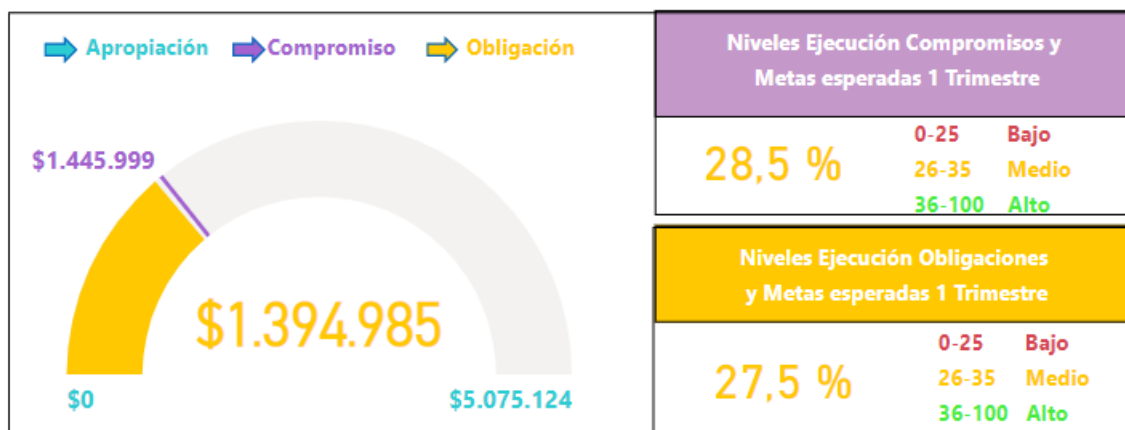 Apropiación Compromiso Obligación
$1.445.999
$1.394.985
$0 $5.075.124
Niveles Ejecución Compromisos y
Metas esperadas 1 Trimestre
28,5 %
0-25 Bajo
26-35 Medio
36-100 Alto
Niveles Ejecución Obligaciones
y Metas esperadas 1 Trimestre
27,5 %
0-25 Bajo
26-35 Medio
36-100 Alto